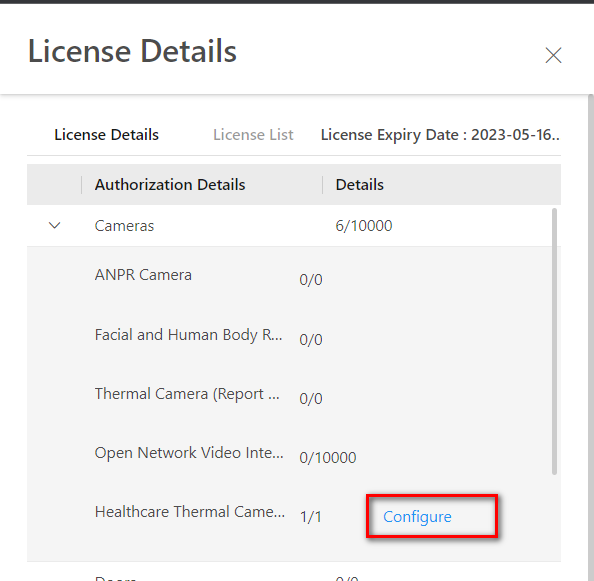 License Details
License Details License List License Expiry Date : 2023-05-16..
Authorization Details Details
Cameras 6/10000
ANPR Camera 0/0
Facial and Human Body R... 0/0
Thermal Camera (Report ... 0/0
Open Network Video Inte... 0/10000
Healthcare Thermal Came... 1/1 Configure